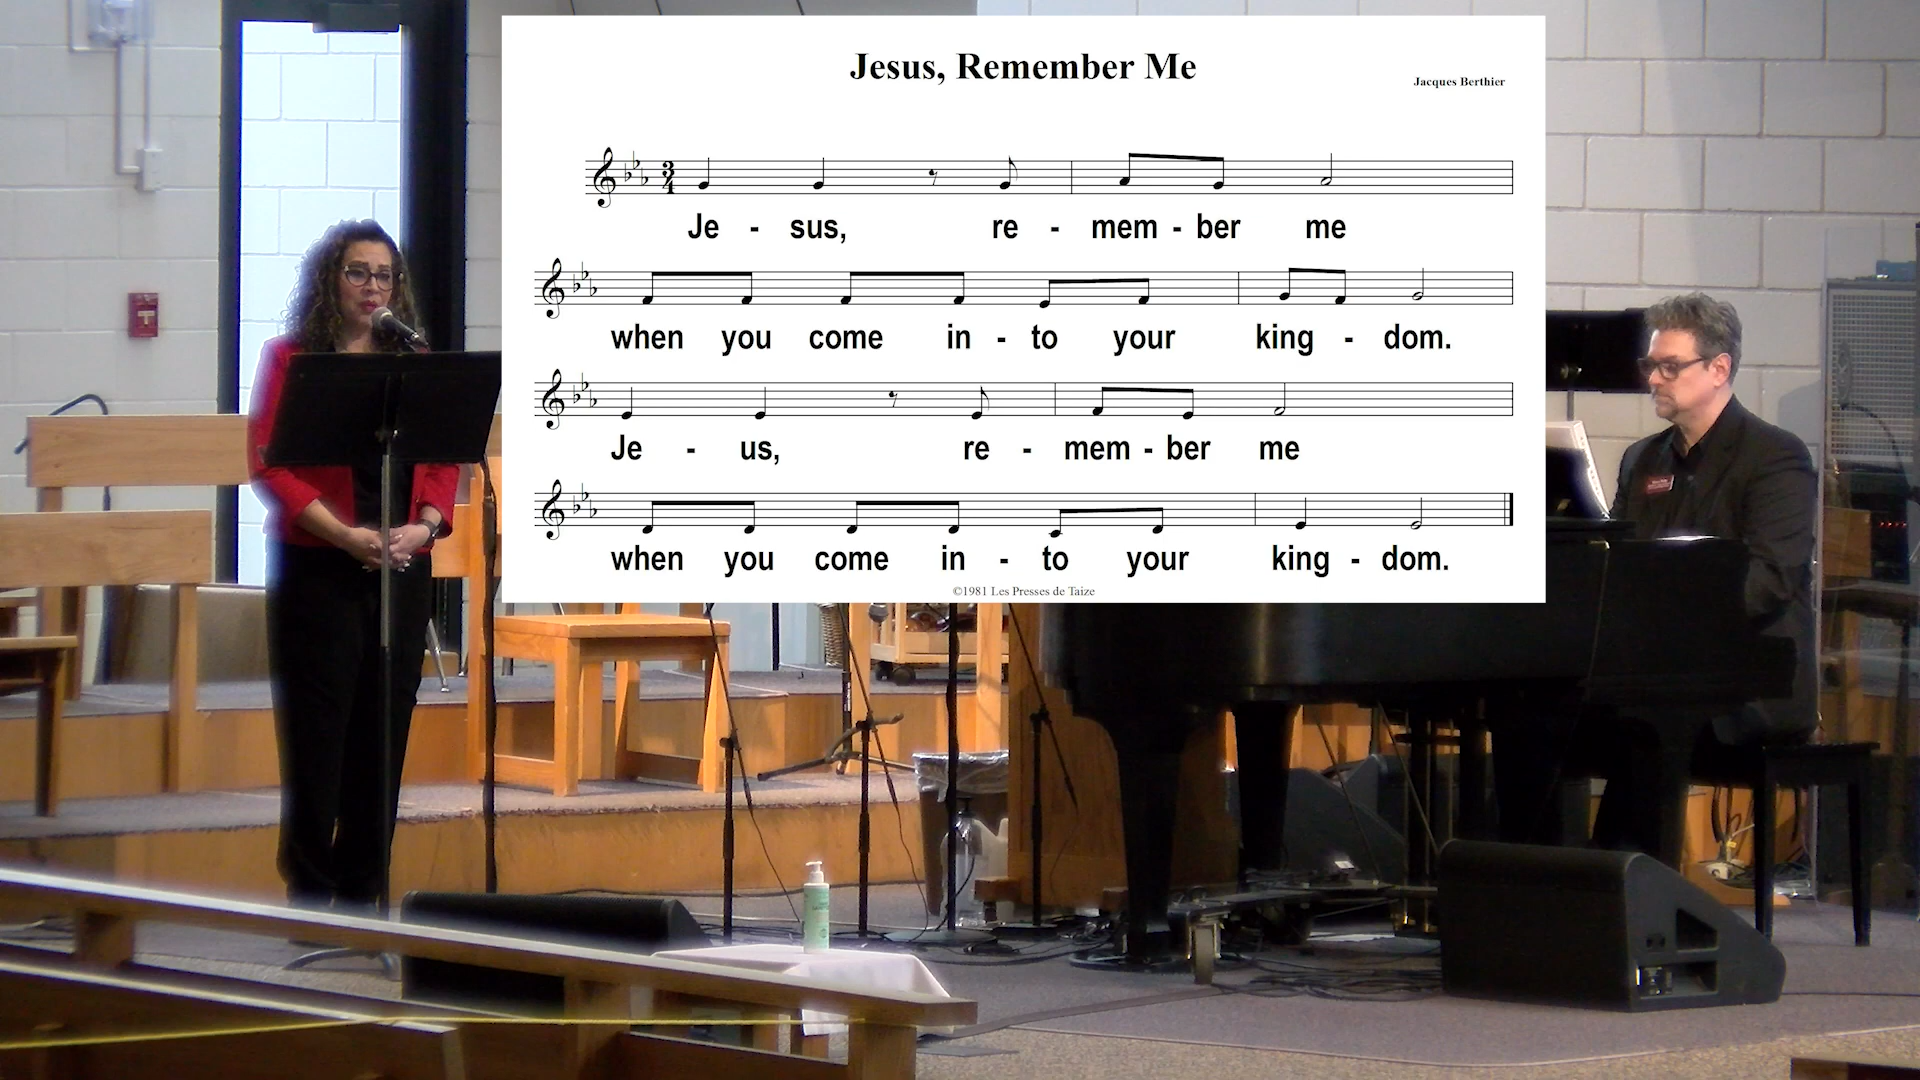 Jesus, Remember Me
Jacques Berthier
3
4
Je - sus, re - mem - ber me
when you come in - to your king - dom.
Je - us, re - mem - ber me
when you come in - to your king - dom.
©1981 Les Presses de Taize